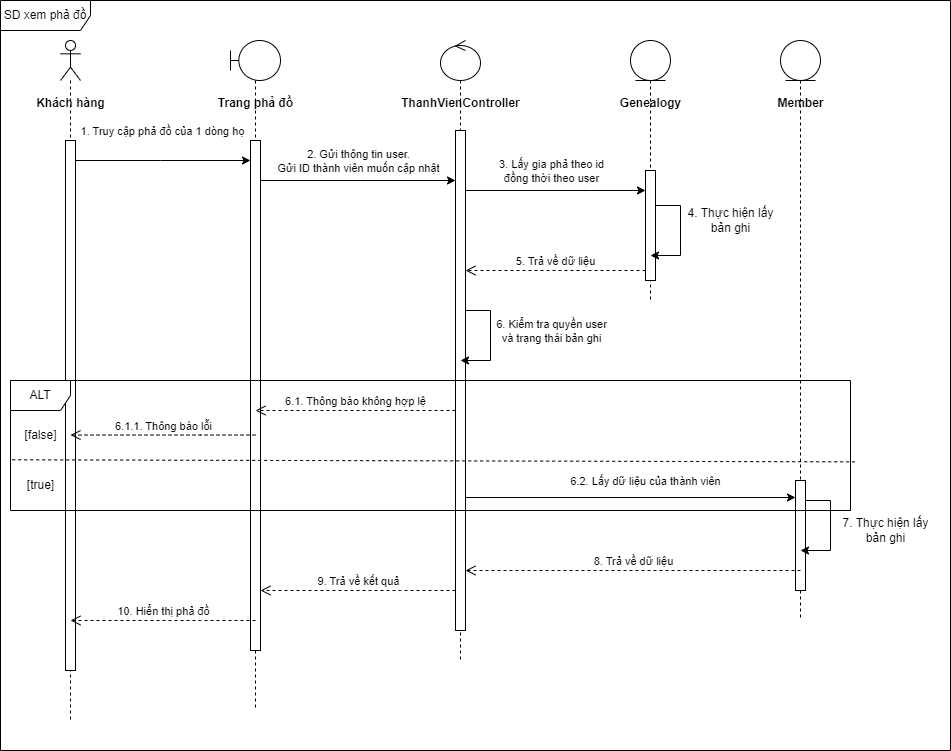 SD xem phả đồ
Khách hàng
Trang phả đồ
ThanhVienController
Genealogy
Member
1. Truy cập phả đồ của 1 dòng họ
2. Gửi thông tin user.
Gửi ID thành viên muốn cập nhật
3. Lấy gia phả theo id
đồng thời theo user
4. Thực hiện lấy
bản ghi
5. Trả về dữ liệu
6. Kiểm tra quyền user
và trạng thái bản ghi
ALT
6.1. Thông báo không hợp lệ
6.1.1. Thông báo lỗi
[false]
[true]
6.2. Lấy dữ liệu của thành viên
7. Thực hiện lấy
bản ghi
8. Trả về dữ liệu
9. Trả về kết quả
10. Hiển thị phả đồ